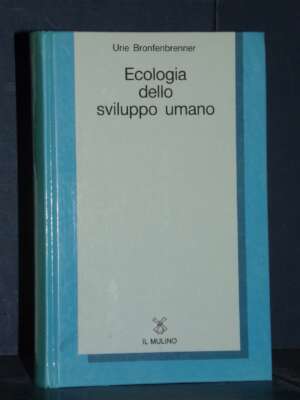 Urie Bronfenbrenner
Ecologia
dello
sviluppo umano
IL MULINO